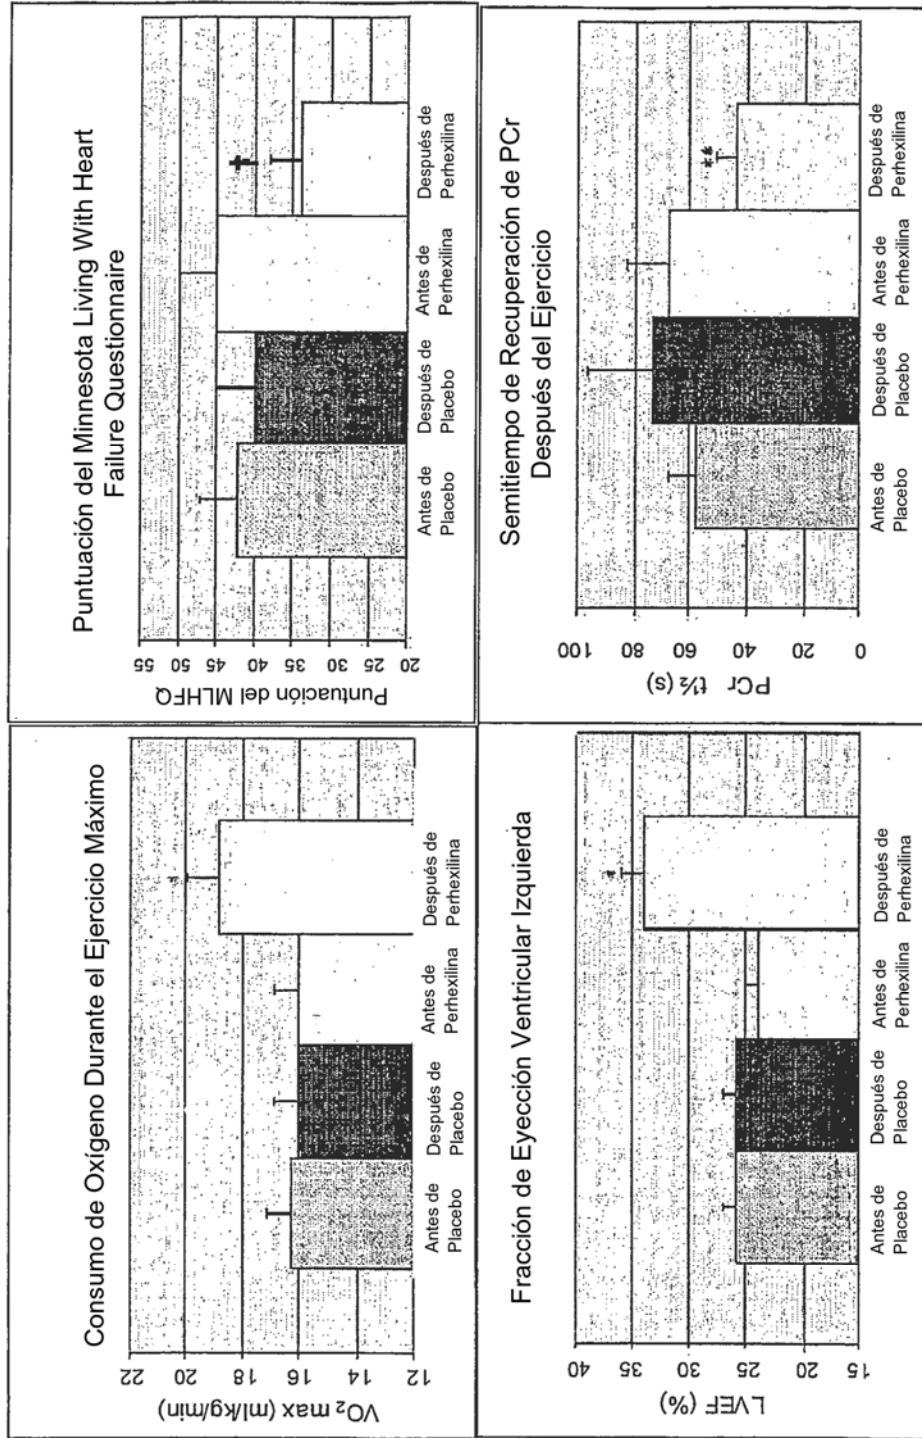 Consumo de Oxígeno Durante el Ejercicio Máximo
VO₂ max (ml/kg/min)
22
20
18
16
14
12
*
Antes de
Placebo
Después de
Placebo
Antes de
Perhexilina
Después de
Perhexilina
Puntuación del Minnesota Living With Heart
Failure Questionnaire
Puntuación del MLHFQ
55
50
45
40
35
30
25
20
†
Antes de
Placebo
Después de
Placebo
Antes de
Perhexilina
Después de
Perhexilina
Fracción de Eyección Ventricular Izquierda
LVEF (%)
40
35
30
25
20
15
*
Antes de
Placebo
Después de
Placebo
Antes de
Perhexilina
Después de
Perhexilina
Semitiempo de Recuperación de PCr
Después del Ejercicio
PCr t½ (s)
100
80
60
40
20
0
**
Antes de
Placebo
Después de
Placebo
Antes de
Perhexilina
Después de
Perhexilina